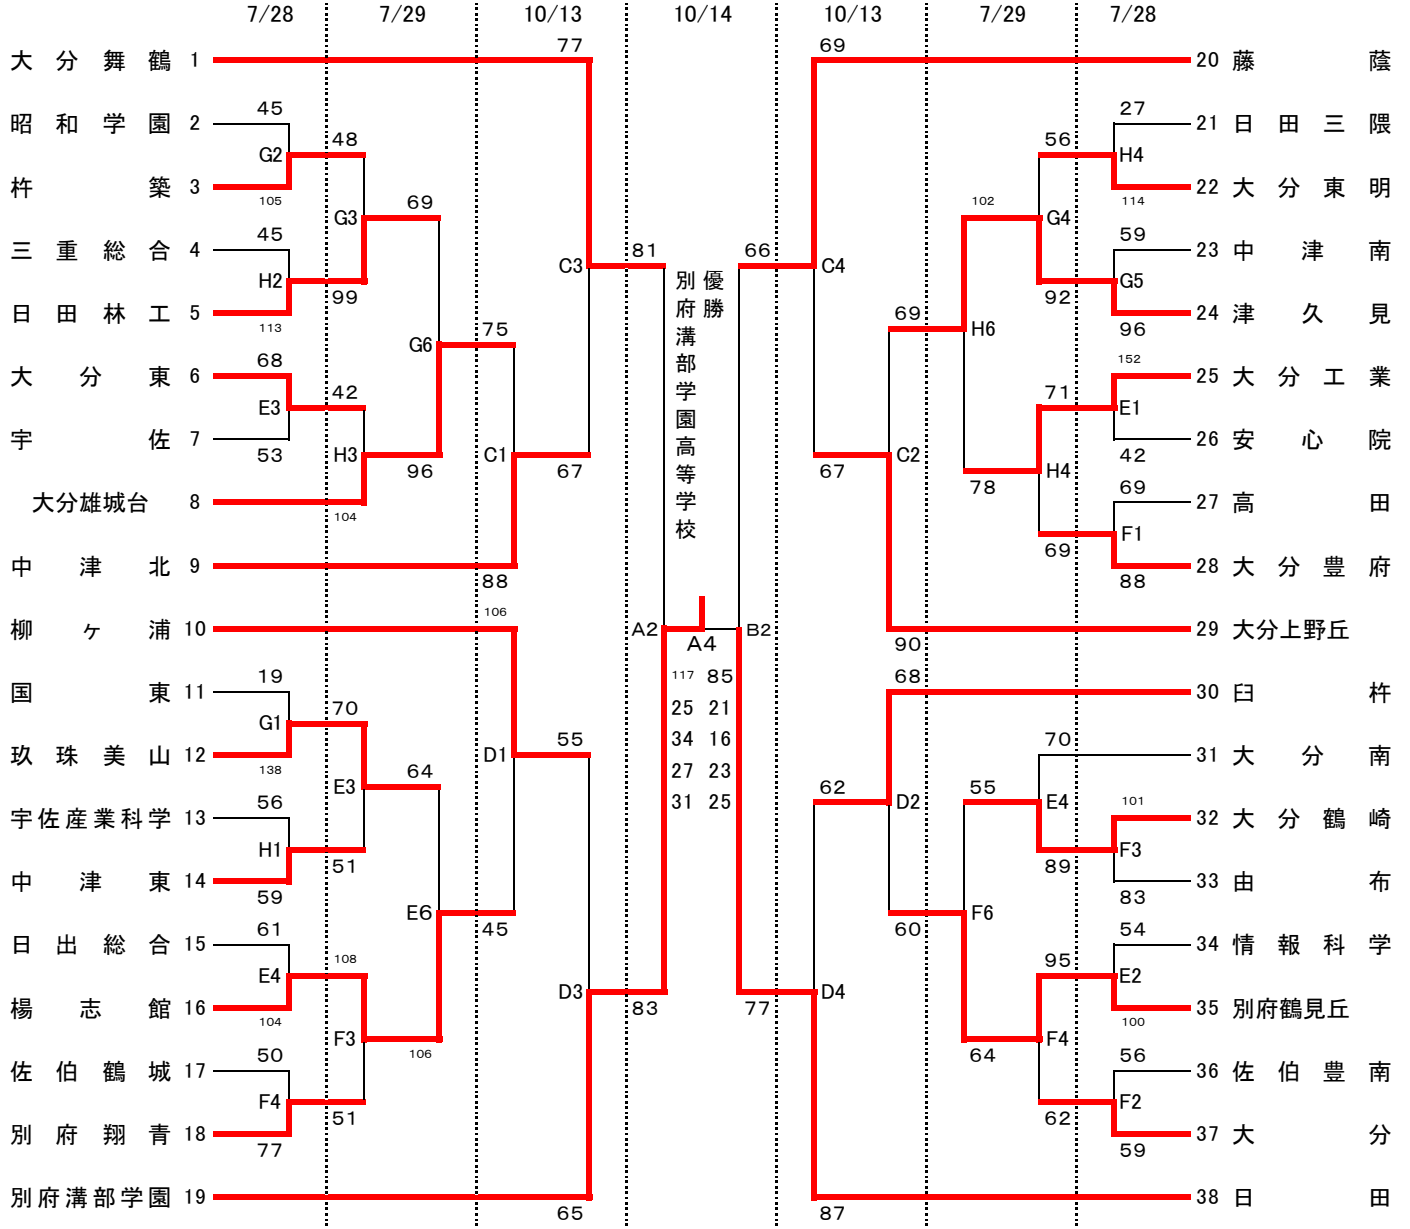 7/28 7/29 10/13 10/14 10/13 7/29 7/28
77 69
大分舞鶴 1 20 藤蔭
45 27
昭和学園 2 21 日田三隈
48 56
G2 H4
杵築 3 22 大分東明
105 102 114
69 G3 G4
45 59
三重総合 4 81 66 23 中津南
C3 C4
H2 G5
99 92
日田林工 5 69 24 津久見
113 75 96
H6
G6
68 152
大分東 6 25 大分工業
42 71
E3 E1
宇佐 7 26 安心院
53 42
H3 C1 C2 H4
96 67 67 78
69
大分雄城台 8 27 高田
104
F1
69
中津北 9 28 大分豊府
88 88
106
柳ヶ浦 10 A2 B2 29 大分上野丘
A4 90
優勝
別府溝部学園高等学校
117 85
25 21
34 16
27 23
31 25
19 68
国東 11 30 臼杵
70
G1
玖珠美山 12 D1 55 70 31 大分南
138
64 E3 62 D2 55 E4
56 101
宇佐産業科学 13 32 大分鶴崎
H1 F3
51 89
中津東 14 33 由布
59 83
E6 F6
45 60
61 54
日出総合 15 34 情報科学
108 95
E4 E2
D3 D4
楊志館 16 83 77 35 別府鶴見丘
104 100
F3 F4
106 64
50 56
佐伯鶴城 17 36 佐伯豊南
F4 F2
51 62
別府翔青 18 37 大分
77 59
別府溝部学園 19 38 日田
65 87